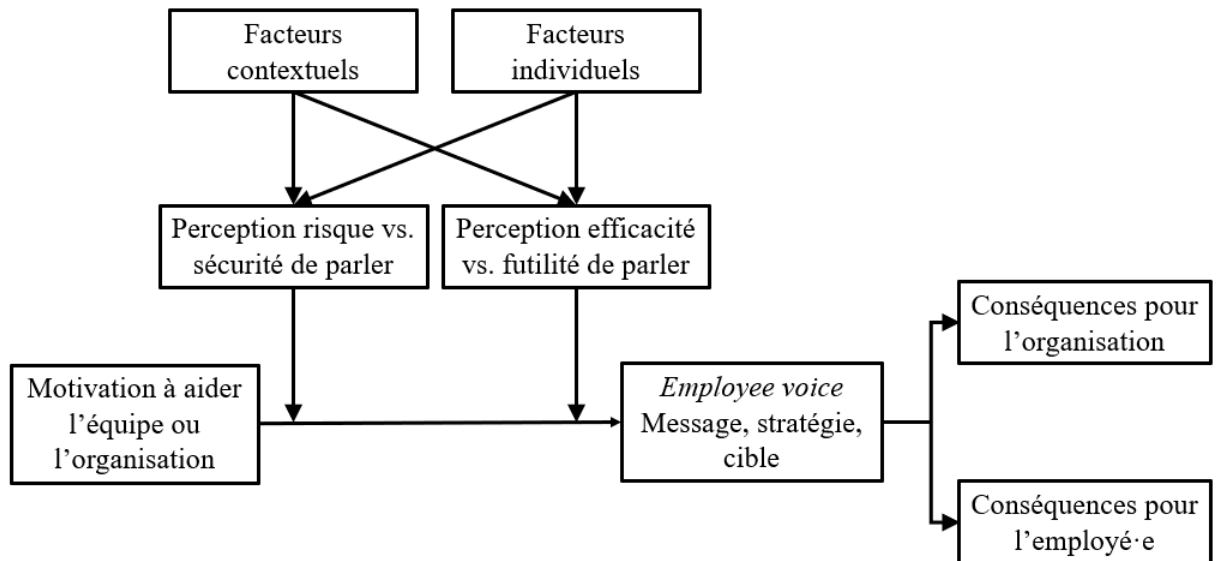 Facteurs
contextuels
Facteurs
individuels
Perception risque vs.
sécurité de parler
Perception efficacité
vs. futilité de parler
Motivation à aider
l’équipe ou
l’organisation
Employee voice
Message, stratégie,
cible
Conséquences pour
l’organisation
Conséquences pour
l’employé·e